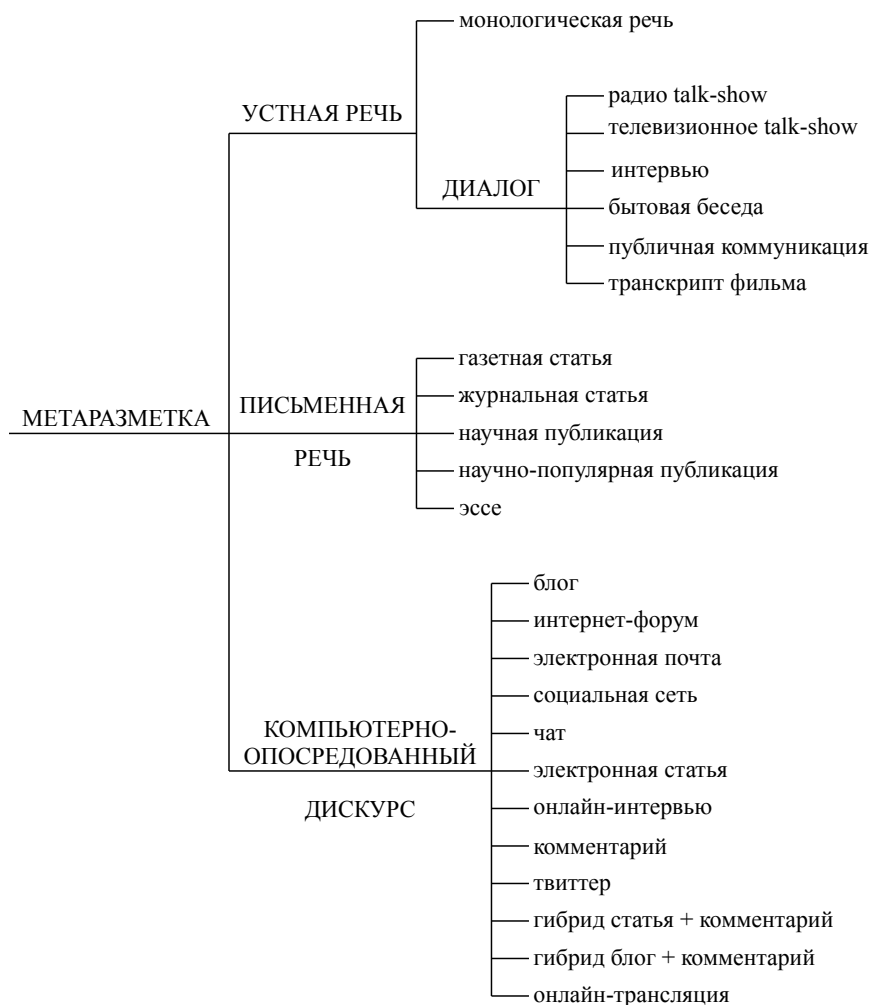 монологическая речь
УСТНАЯ РЕЧЬ
радио talk-show
телевизионное talk-show
интервью
ДИАЛОГ
бытовая беседа
публичная коммуникация
транскрипт фильма
МЕТАРАЗМЕТКА
ПИСЬМЕННАЯ
РЕЧЬ
газетная статья
журнальная статья
научная публикация
научно-популярная публикация
эссе
КОМПЬЮТЕРНО-
ОПОСРЕДОВАННЫЙ
ДИСКУРС
блог
интернет-форум
электронная почта
социальная сеть
чат
электронная статья
онлайн-интервью
комментарий
твиттер
гибрид статья + комментарий
гибрид блог + комментарий
онлайн-трансляция